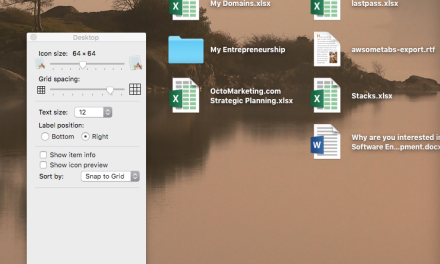 My Domains.xlsx
lastpass.xlsx
Desktop
Icon size: 64 × 64
My Entrepreneurship
awsometabs-export.rtf
Grid spacing:
OctoMarketing.com
Strategic Planning.xlsx
Stacks.xlsx
Text size: 12
Label position:
Bottom Right
Why are you interested in
Software En...pment.docx
Show item info
Show icon preview
Sort by: Snap to Grid